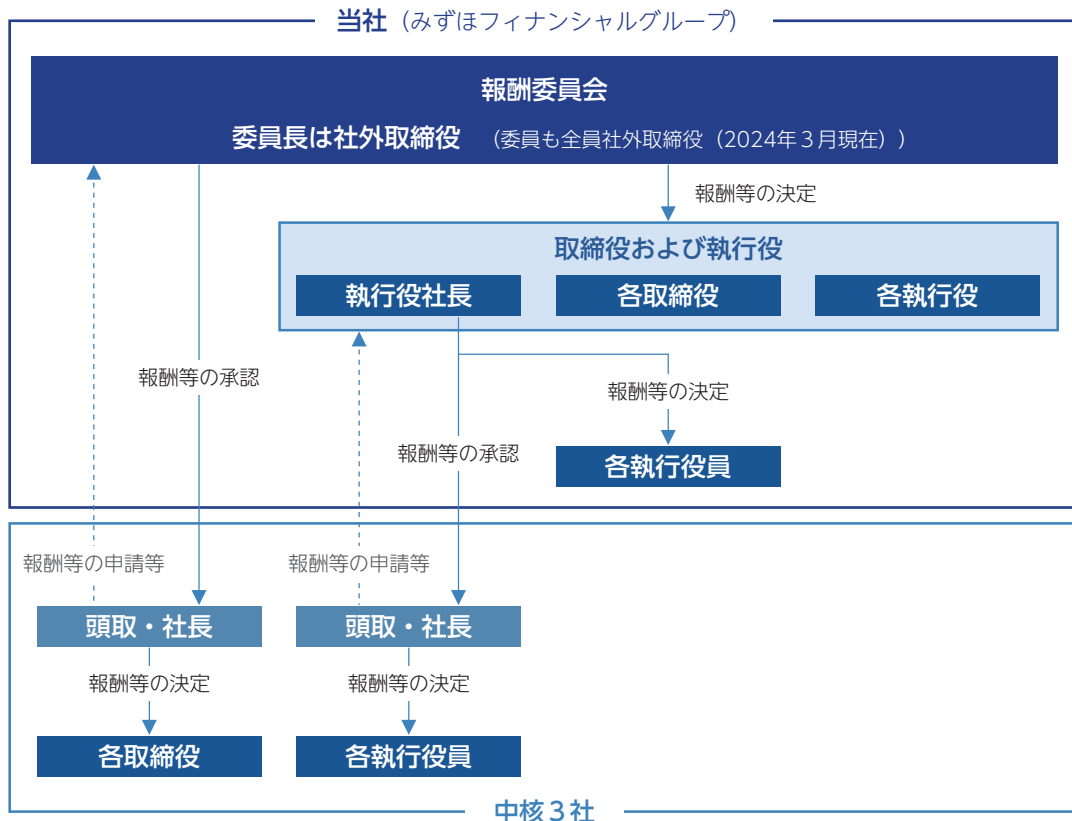 当社(みずほフィナンシャルグループ)
報酬委員会
委員長は社外取締役 (委員も全員社外取締役(2024年3月現在))
報酬等の決定
取締役および執行役
執行役社長 各取締役 各執行役
報酬等の承認
報酬等の決定
報酬等の承認
各執行役員
報酬等の申請等 報酬等の申請等
頭取・社長 頭取・社長
報酬等の決定 報酬等の決定
各取締役 各執行役員
中核3社